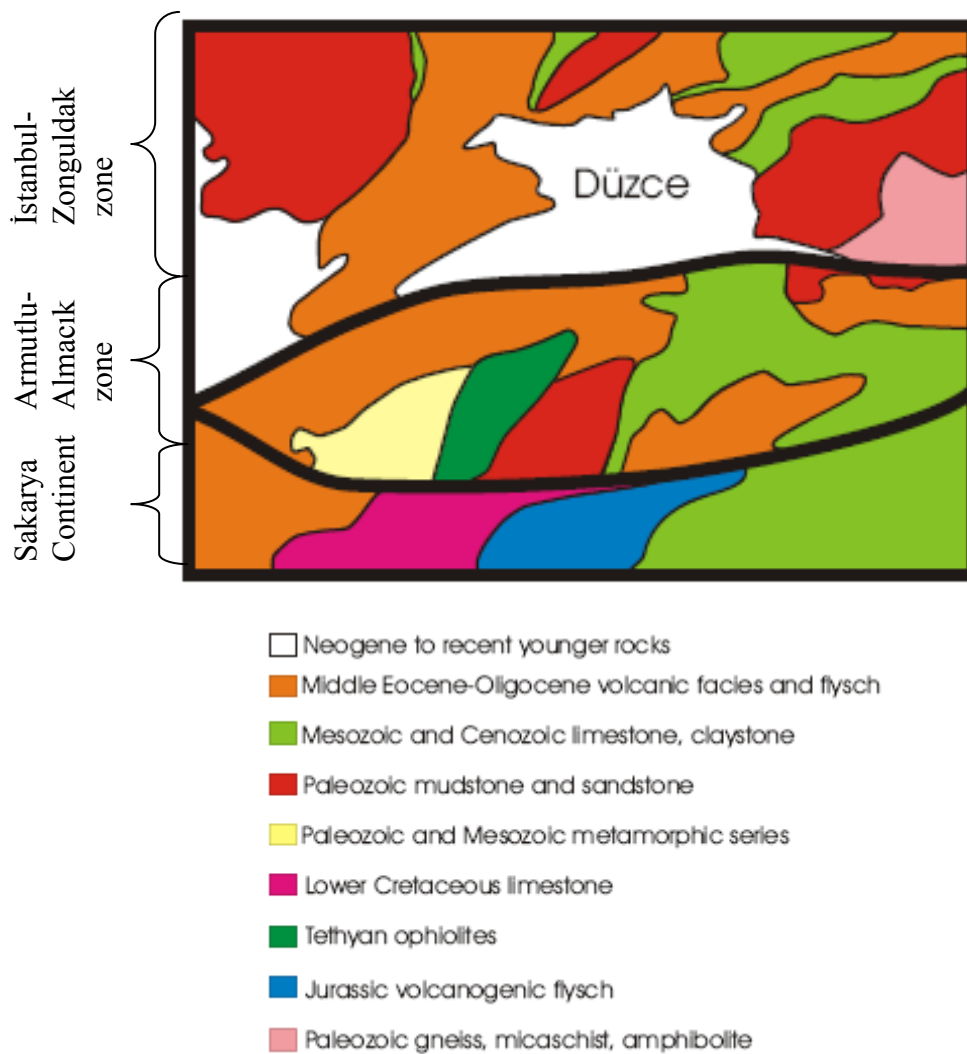 İstanbul-
Zonguldak
zone
Armutlu-
Almacık
zone
Sakarya
Continent
Düzce
Neogene to recent younger rocks
Middle Eocene-Oligocene volcanic facies and flysch
Mesozoic and Cenozoic limestone, claystone
Paleozoic mudstone and sandstone
Paleozoic and Mesozoic metamorphic series
Lower Cretaceous limestone
Tethyan ophiolites
Jurassic volcanogenic flysch
Paleozoic gneiss, micaschist, amphibolite